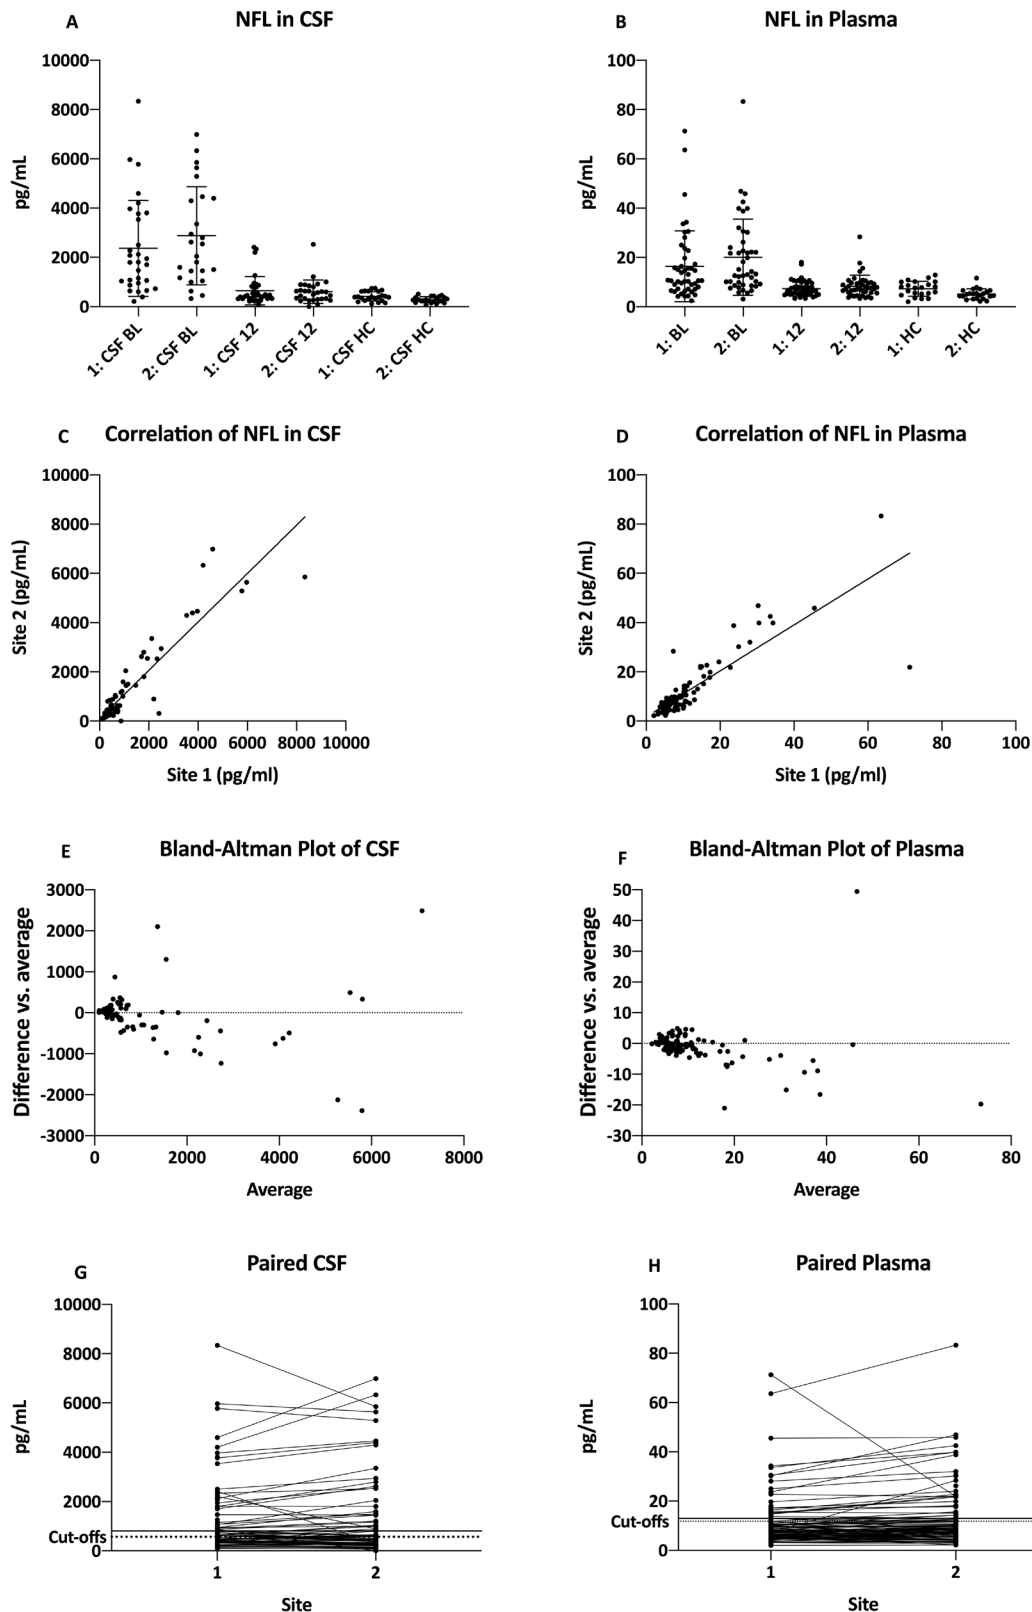 A NFL in CSF
pg/mL
10000
8000
6000
4000
2000
0
1: CSF BL
2: CSF BL
1: CSF 12
2: CSF 12
1: CSF HC
2: CSF HC
B NFL in Plasma
pg/mL
100
80
60
40
20
0
1: BL
2: BL
1: 12
2: 12
1: HC
2: HC
C Correlation of NFL in CSF
Site 2 (pg/mL)
10000
8000
6000
4000
2000
0
0 2000 4000 6000 8000 10000
Site 1 (pg/ml)
D Correlation of NFL in Plasma
Site 2 (pg/mL)
100
80
60
40
20
0
0 20 40 60 80 100
Site 1 (pg/ml)
E Bland-Altman Plot of CSF
Difference vs. average
3000
2000
1000
0
-1000
-2000
-3000
0 2000 4000 6000 8000
Average
F Bland-Altman Plot of Plasma
Difference vs. average
50
40
30
20
10
0
-10
-20
-30
0 20 40 60 80
Average
G Paired CSF
pg/mL
10000
8000
6000
4000
2000
Cut-offs
0
1 2
Site
H Paired Plasma
pg/mL
100
80
60
40
20
Cut-offs
0
1 2
Site